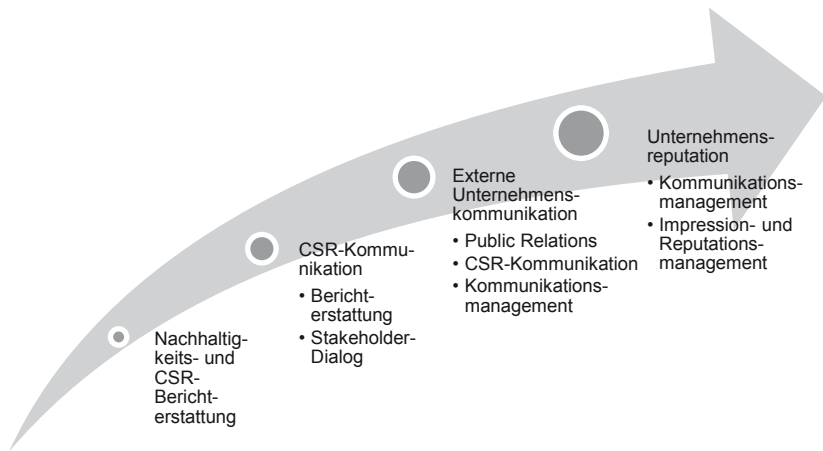 Nachhaltig-
keits- und
CSR-
Bericht-
erstattung
CSR-Kommu-
nikation
• Bericht-
erstattung
• Stakeholder-
Dialog
Externe
Unternehmens-
kommunikation
• Public Relations
• CSR-Kommunikation
• Kommunikations-
management
Unternehmens-
reputation
• Kommunikations-
management
• Impression- und
Reputations-
management